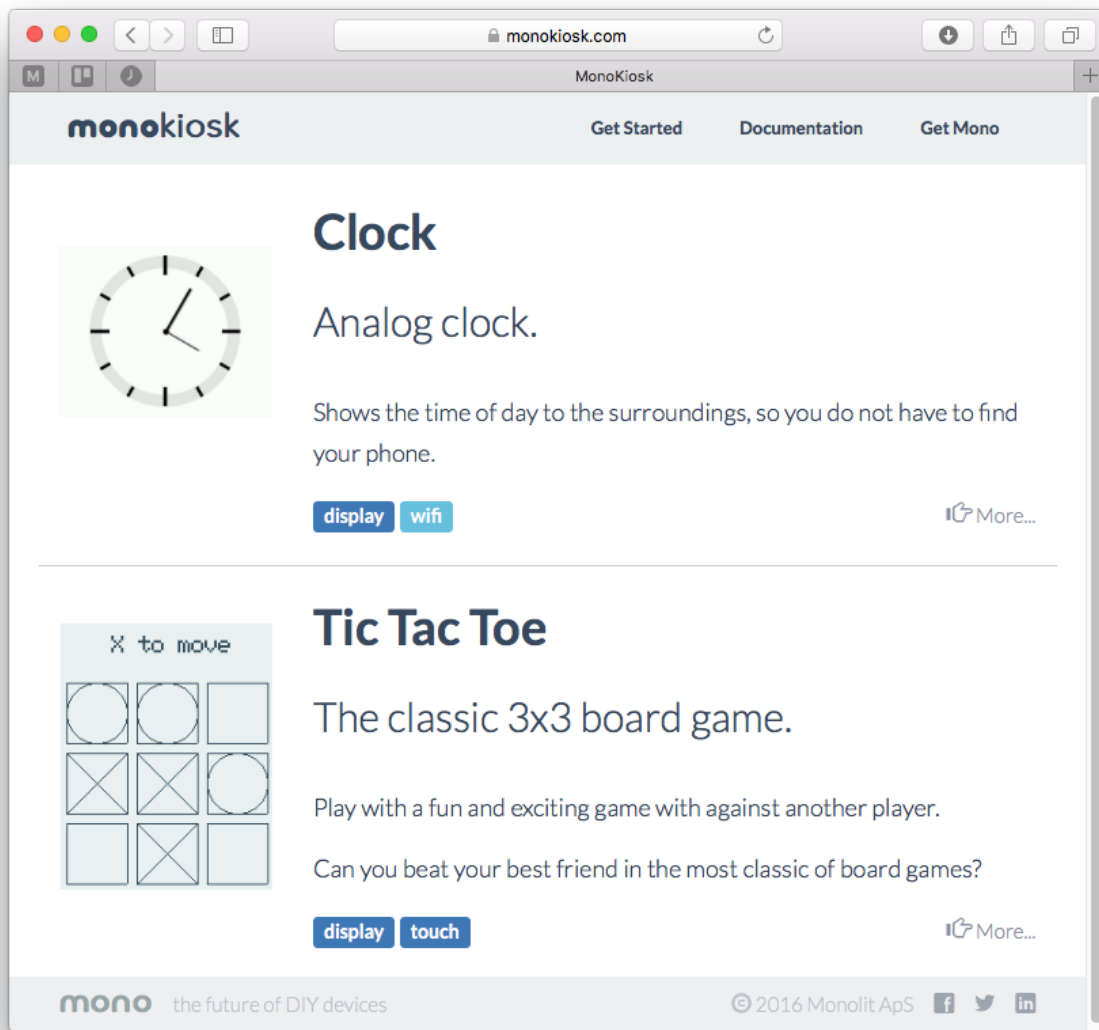 monokiosk.com
M
MonoKiosk
monokiosk
Get Started Documentation Get Mono
Clock
Analog clock.
Shows the time of day to the surroundings, so you do not have to find
your phone.
display wifi
More...
X to move
Tic Tac Toe
The classic 3x3 board game.
Play with a fun and exciting game with against another player.
Can you beat your best friend in the most classic of board games?
display touch
More...
mono the future of DIY devices
© 2016 Monolit ApS f in